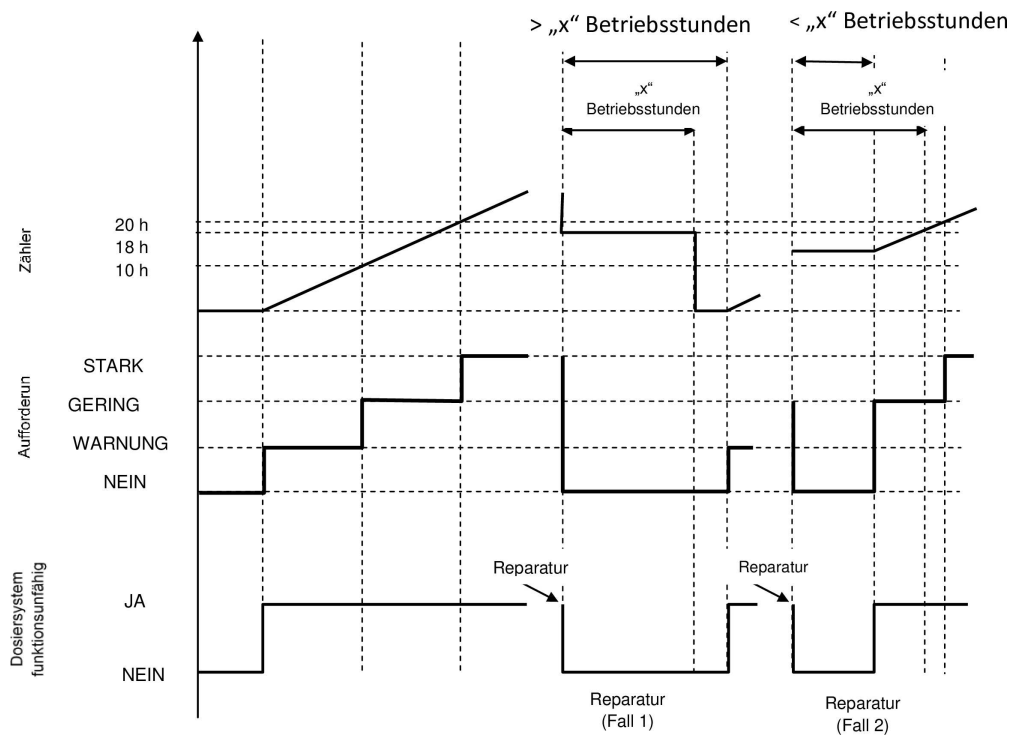 > „x“ Betriebsstunden
< „x“ Betriebsstunden
„x“
Betriebsstunden
„x“
Betriebsstunden
Zähler
20 h
18 h
10 h
Aufforderun
STARK
GERING
WARNUNG
NEIN
Dosiersystem
funktionsunfähig
JA
NEIN
Reparatur
Reparatur
Reparatur
(Fall 1)
Reparatur
(Fall 2)